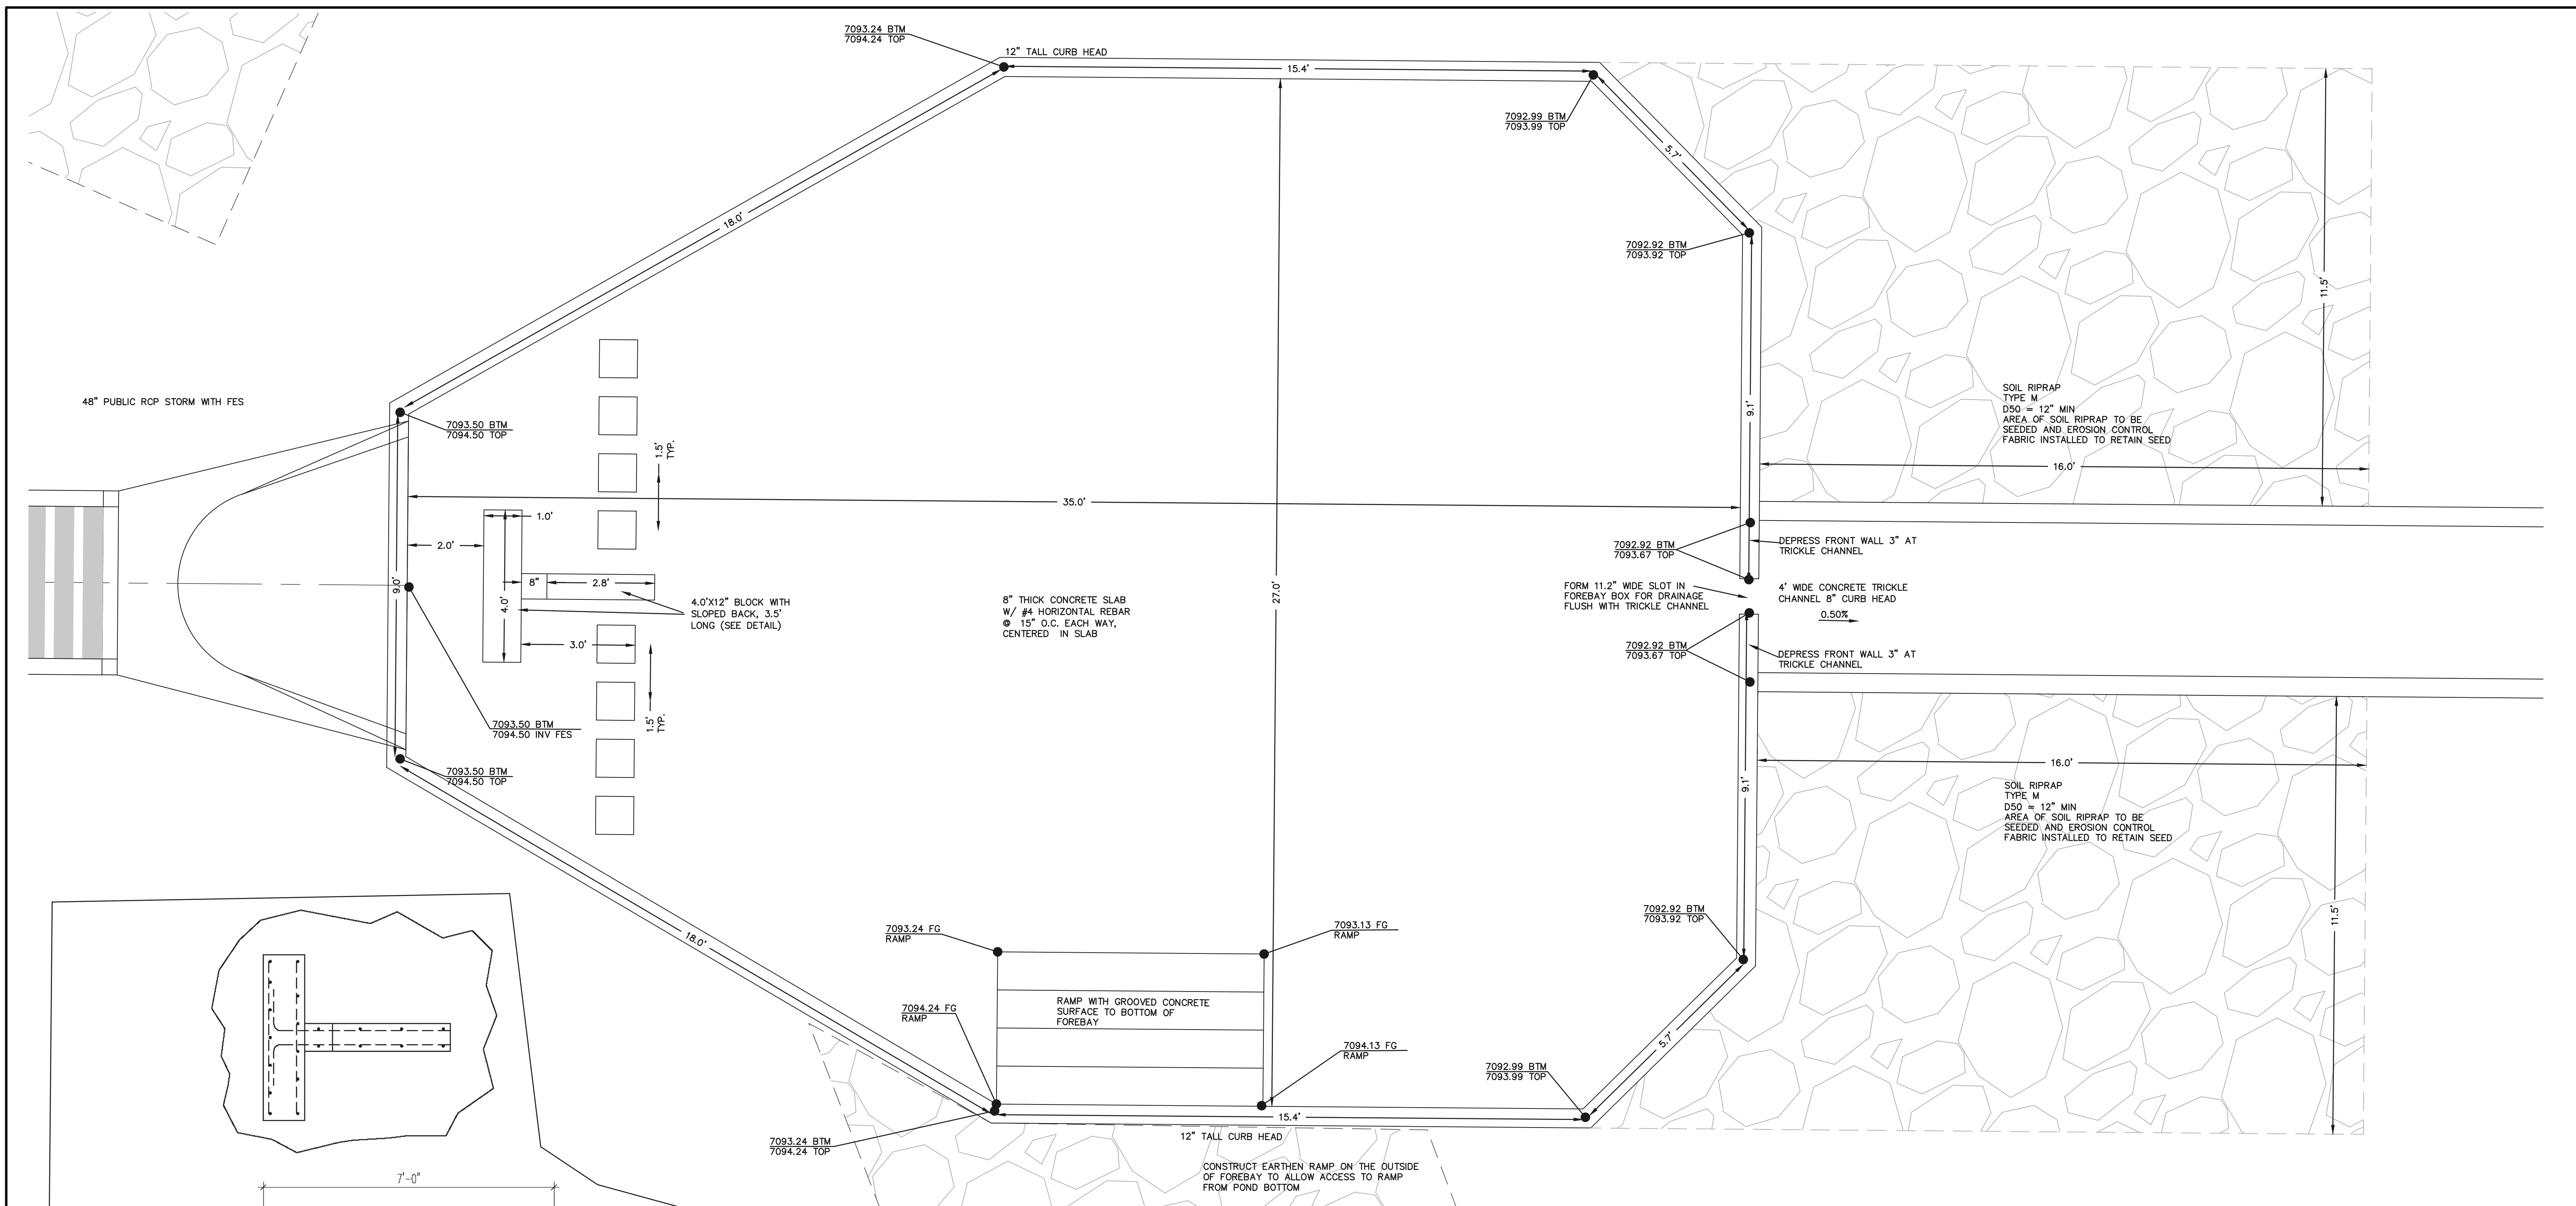 7093.24 BTM
7094.24 TOP
12" TALL CURB HEAD
15.4'
7092.99 BTM
7093.99 TOP
5.7'
18.0'
7092.92 BTM
7093.92 TOP
11.5'
48" PUBLIC RCP STORM WITH FES
7093.50 BTM
7094.50 TOP
1.5'
TYP.
9.1'
SOIL RIPRAP
TYPE M
D50 = 12" MIN
AREA OF SOIL RIPRAP TO BE
SEEDED AND EROSION CONTROL
FABRIC INSTALLED TO RETAIN SEED
16.0'
35.0'
1.0'
2.0'
7092.92 BTM
7093.67 TOP
DEPRESS FRONT WALL 3" AT
TRICKLE CHANNEL
9.0'
4.0'
8"
2.8'
4.0'X12" BLOCK WITH
SLOPED BACK, 3.5'
LONG (SEE DETAIL)
8" THICK CONCRETE SLAB
W/ #4 HORIZONTAL REBAR
@ 15" O.C. EACH WAY,
CENTERED IN SLAB
27.0'
FORM 11.2" WIDE SLOT IN
FOREBAY BOX FOR DRAINAGE
FLUSH WITH TRICKLE CHANNEL
4' WIDE CONCRETE TRICKLE
CHANNEL 8" CURB HEAD
0.50%
3.0'
7092.92 BTM
7093.67 TOP
DEPRESS FRONT WALL 3" AT
TRICKLE CHANNEL
1.5'
TYP.
7093.50 BTM
7094.50 INV FES
7093.50 BTM
7094.50 TOP
9.1'
16.0'
SOIL RIPRAP
TYPE M
D50 = 12" MIN
AREA OF SOIL RIPRAP TO BE
SEEDED AND EROSION CONTROL
FABRIC INSTALLED TO RETAIN SEED
18.0'
7093.24 FG
RAMP
7093.13 FG
RAMP
7092.92 BTM
7093.92 TOP
11.5'
7094.24 FG
RAMP
RAMP WITH GROOVED CONCRETE
SURFACE TO BOTTOM OF
FOREBAY
7094.13 FG
RAMP
5.7'
7092.99 BTM
7093.99 TOP
15.4'
7093.24 BTM
7094.24 TOP
12" TALL CURB HEAD
CONSTRUCT EARTHEN RAMP ON THE OUTSIDE
OF FOREBAY TO ALLOW ACCESS TO RAMP
FROM POND BOTTOM
7'-0"